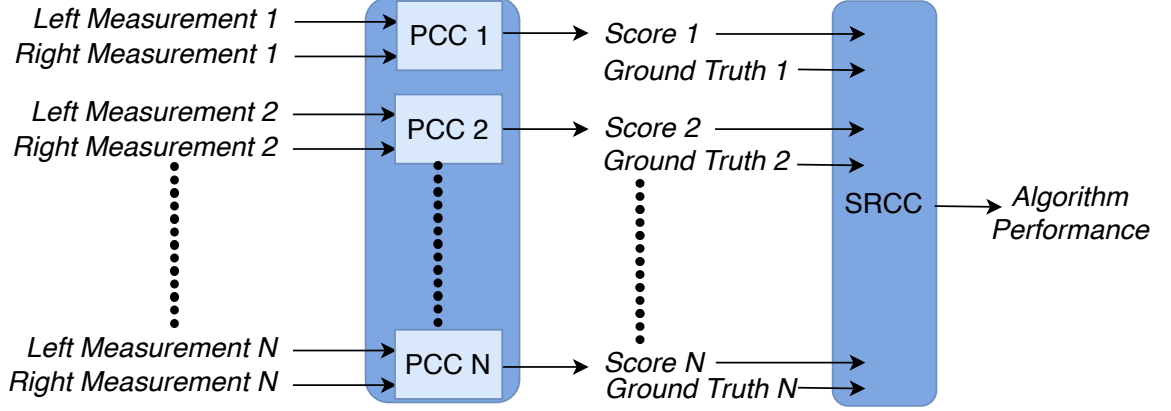 Left Measurement 1
Right Measurement 1
PCC 1
Score 1
Ground Truth 1
Left Measurement 2
Right Measurement 2
PCC 2
Score 2
Ground Truth 2
SRCC
Algorithm
Performance
Left Measurement N
Right Measurement N
PCC N
Score N
Ground Truth N